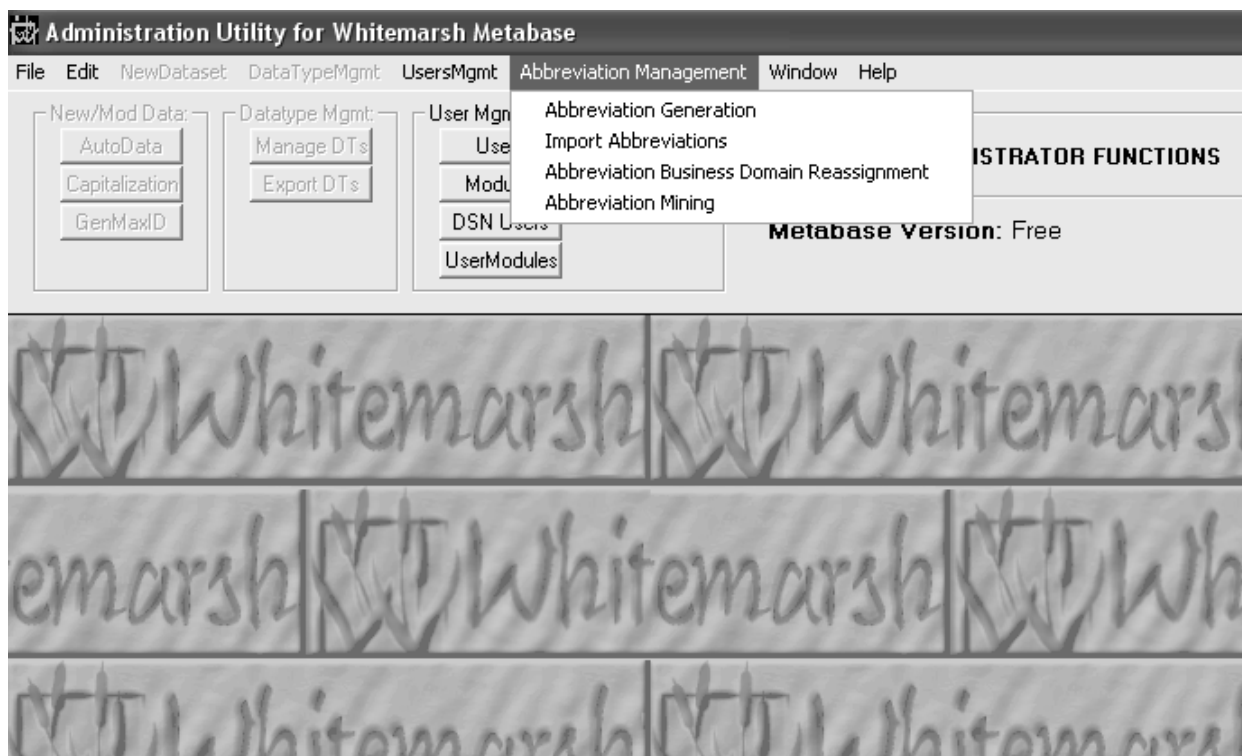 Administration Utility for Whitemarsh Metabase
File Edit NewDataset DataTypeMgmt UsersMgmt Abbreviation Management Window Help
Abbreviation Generation
Import Abbreviations
Abbreviation Business Domain Reassignment
Abbreviation Mining
New/Mod Data:
AutoData
Capitalization
GenMaxID
Datatype Mgmt:
Manage DTs
Export DTs
User Mgm
Use
Modu
DSN Users
UserModules
ISTRATOR FUNCTIONS
Metabase Version: Free
Whitemarsh Whitemars
emarsh Whitemarsh Wh
Whitemarsh Whitemars